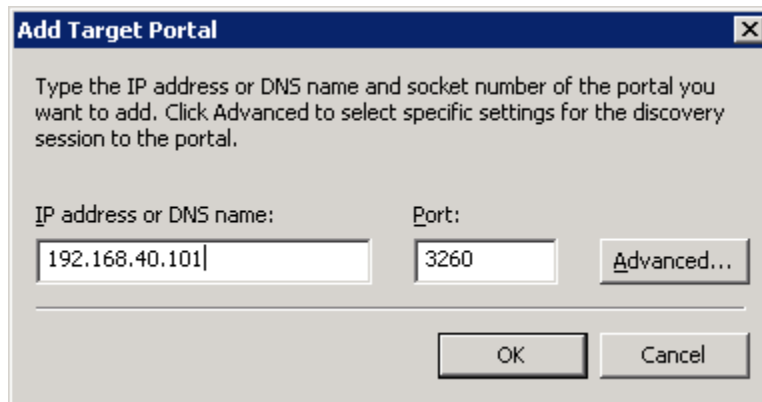 Add Target Portal
Type the IP address or DNS name and socket number of the portal you
want to add. Click Advanced to select specific settings for the discovery
session to the portal.
IP address or DNS name: Port:
192.168.40.101 3260 Advanced...
OK Cancel